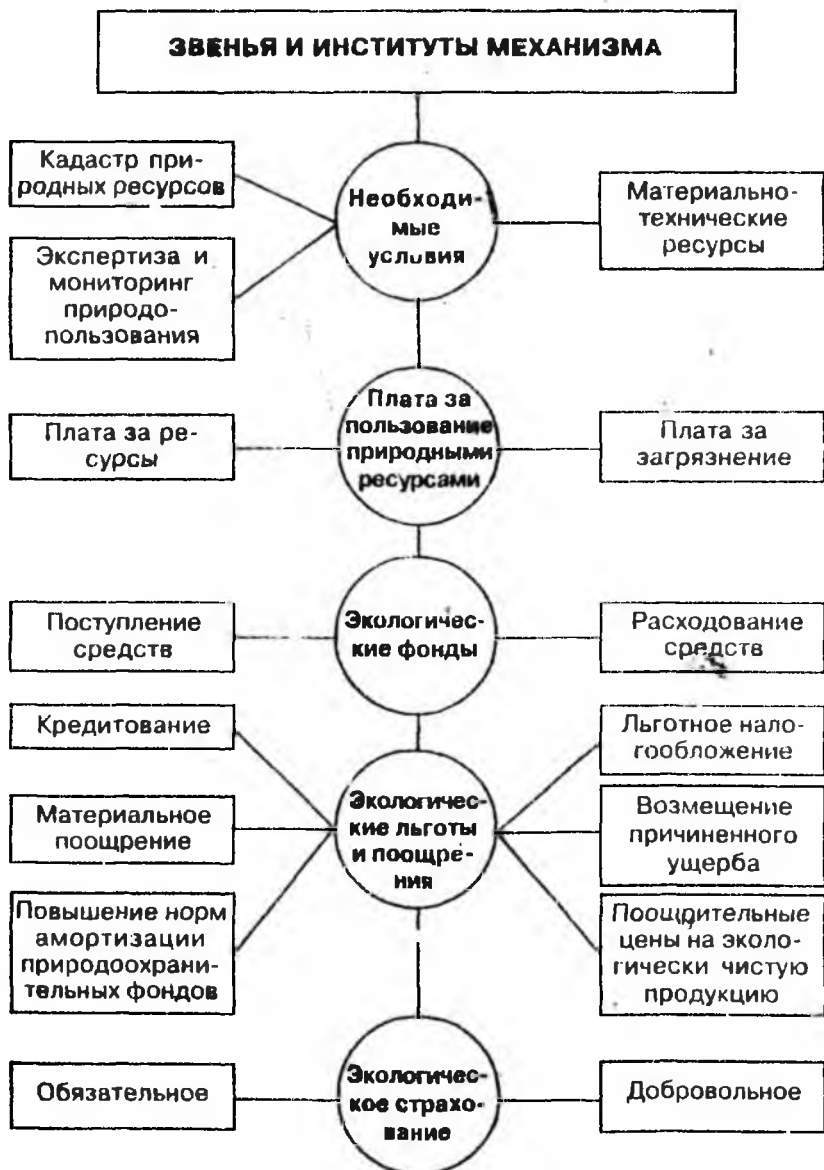 ЗВЕНЬЯ И ИНСТИТУТЫ МЕХАНИЗМА
Кадастр при-
родных ресурсов
Экспертиза и
мониторинг
природо-
пользования
Необходи-
мые
условия
Материально-
технические
ресурсы
Плата за ре-
сурсы
Плата за
пользование
природными
ресурсами
Плата за
загрязнение
Поступление
средств
Экологичес-
кие фонды
Расходование
средств
Кредитование
Материальное
поощрение
Повышение норм
амортизации
природоохрани-
тельных фондов
Экологичес-
кие льготы
и поощре-
ния
Льготное нало-
гообложение
Возмещение
причиненного
ущерба
Поощрительные
цены на эколо-
гически чистую
продукцию
Обязательное
Экологичес-
кое страхо-
вание
Добровольное